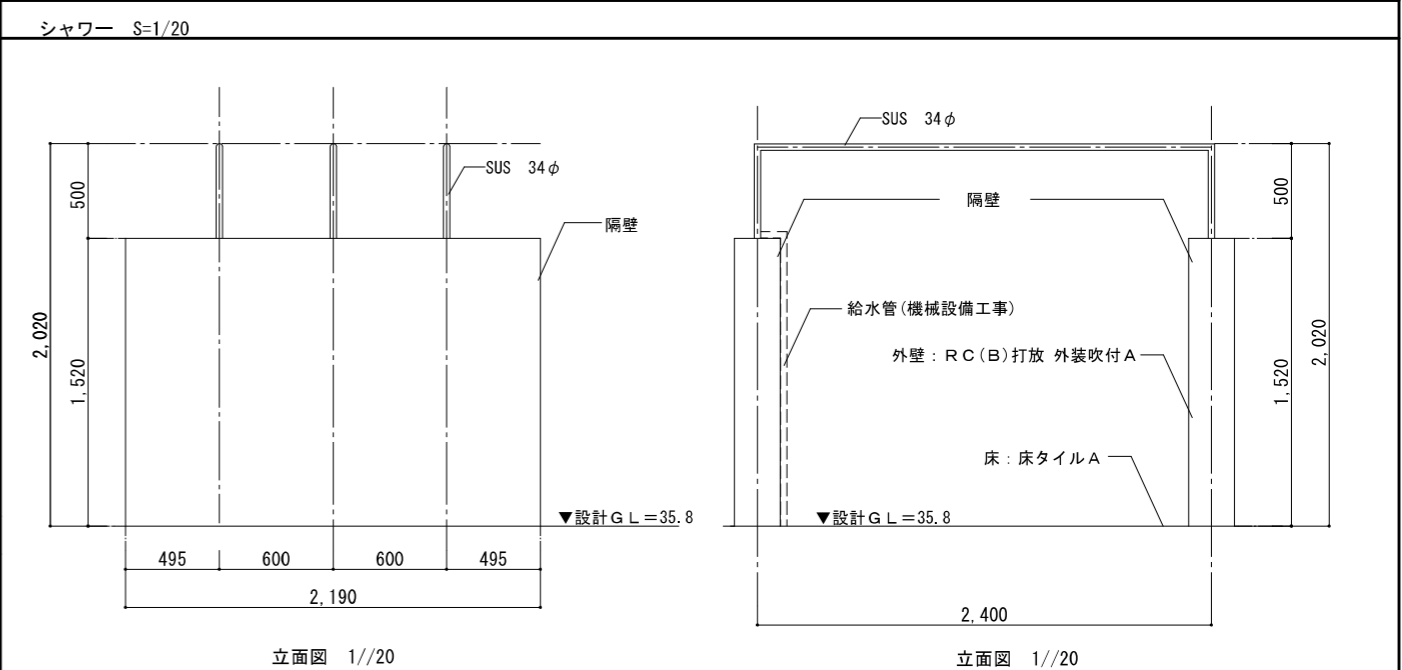 シャワー S=1/20
SUS 34φ
SUS 34φ
500
隔壁
隔壁
500
2,020
1,520
給水管(機械設備工事)
外壁：RC(B)打放 外装吹付A
2,020
1,520
床：床タイルA
▼設計GL=35.8
▼設計GL=35.8
495
600
600
495
2,190
2,400
立面図 1//20
立面図 1//20